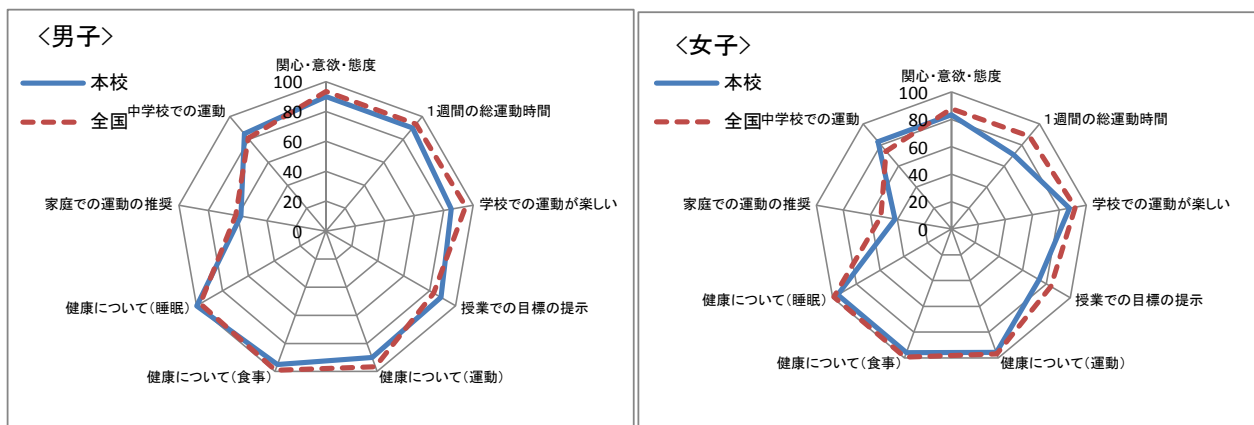 <男子>
本校
全国
関心・意欲・態度
1週間の総運動時間
学校での運動が楽しい
授業での目標の提示
健康について(運動)
健康について(食事)
健康について(睡眠)
家庭での運動の推奨
中学校での運動
100
80
60
40
20
0
<女子>
本校
全国
関心・意欲・態度
1週間の総運動時間
学校での運動が楽しい
授業での目標の提示
健康について(運動)
健康について(食事)
健康について(睡眠)
家庭での運動の推奨
中学校での運動
100
80
60
40
20
0